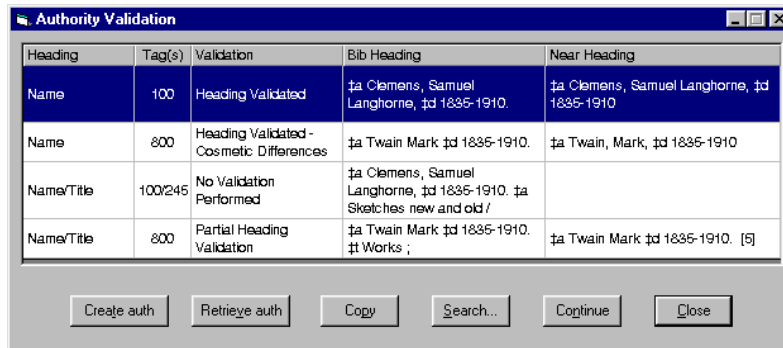 Authority Validation
Heading Tag(s) Validation Bib Heading Near Heading
Name 100 Heading Validated ‡a Clemens, Samuel
Langhorne, ‡d 1835-1910. ‡a Clemens, Samuel Langhorne, ‡d
1835-1910
Name 800 Heading Validated -
Cosmetic Differences ‡a Twain Mark ‡d 1835-1910. ‡a Twain, Mark, ‡d 1835-1910
Name/Title 100/245 No Validation
Performed ‡a Clemens, Samuel
Langhorne, ‡d 1835-1910. ‡a
Sketches new and old /
Name/Title 800 Partial Heading
Validation ‡a Twain Mark ‡d 1835-1910.
‡t Works ; ‡a Twain Mark ‡d 1835-1910. [5]
Create auth Retrieve auth Copy Search... Continue Close